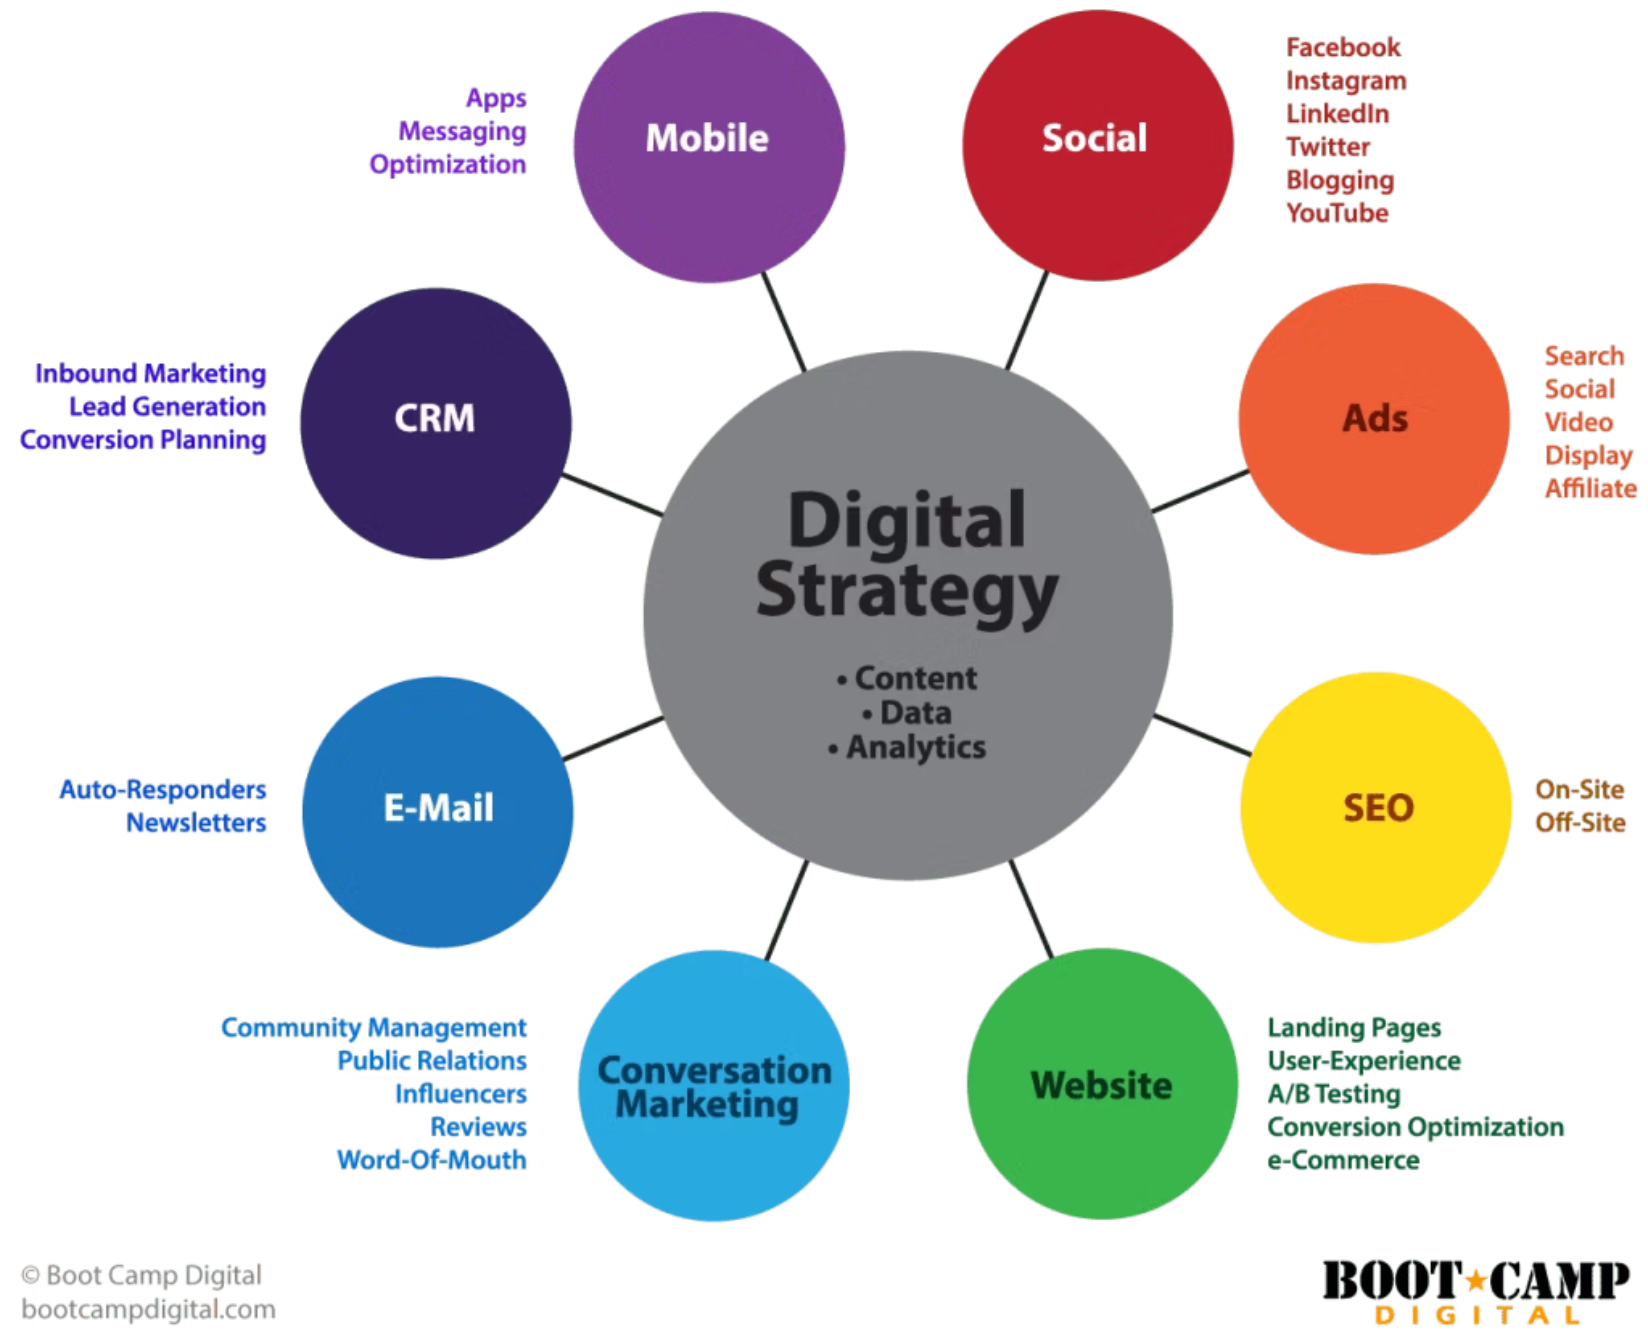 Apps
Messaging
Optimization
Mobile
Social
Facebook
Instagram
LinkedIn
Twitter
Blogging
YouTube
Inbound Marketing
Lead Generation
Conversion Planning
CRM
Ads
Search
Social
Video
Display
Affiliate
Digital
Strategy
• Content
• Data
• Analytics
Auto-Responders
Newsletters
E-Mail
SEO
On-Site
Off-Site
Community Management
Public Relations
Influencers
Reviews
Word-Of-Mouth
Conversation
Marketing
Website
Landing Pages
User-Experience
A/B Testing
Conversion Optimization
e-Commerce
© Boot Camp Digital
bootcampdigital.com
BOOT★CAMP
DIGITAL